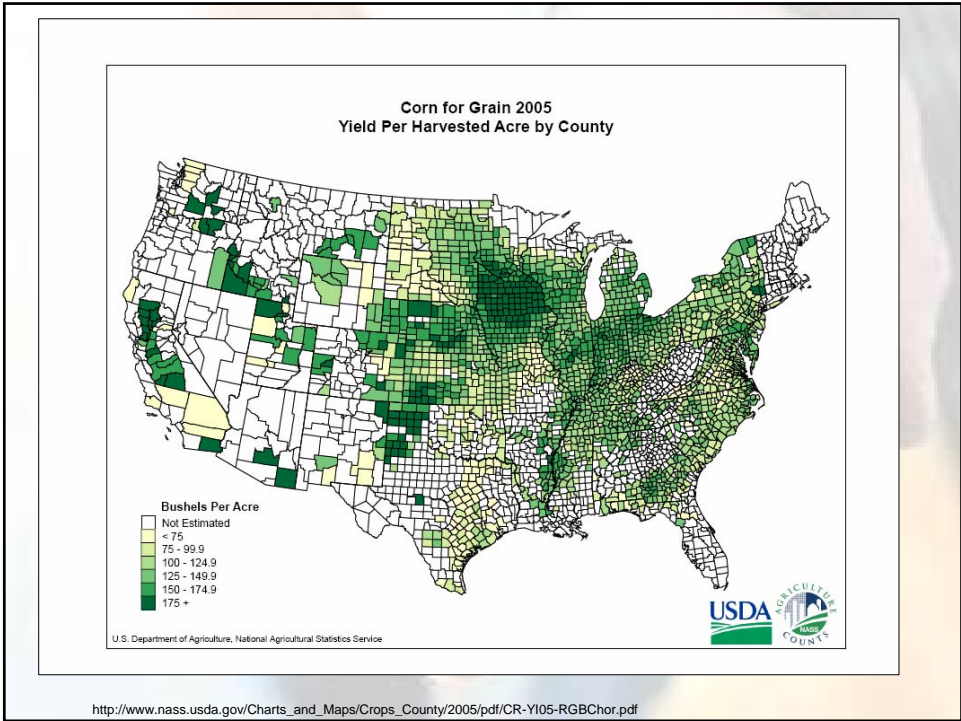 Corn for Grain 2005
Yield Per Harvested Acre by County
Bushels Per Acre
Not Estimated
< 75
75 - 99.9
100 - 124.9
125 - 149.9
150 - 174.9
175 +
U.S. Department of Agriculture, National Agricultural Statistics Service
USDA
AGRICULTURE
NASS
COUNTS
http://www.nass.usda.gov/Charts_and_Maps/Crops_County/2005/pdf/CR-YI05-RGBChor.pdf